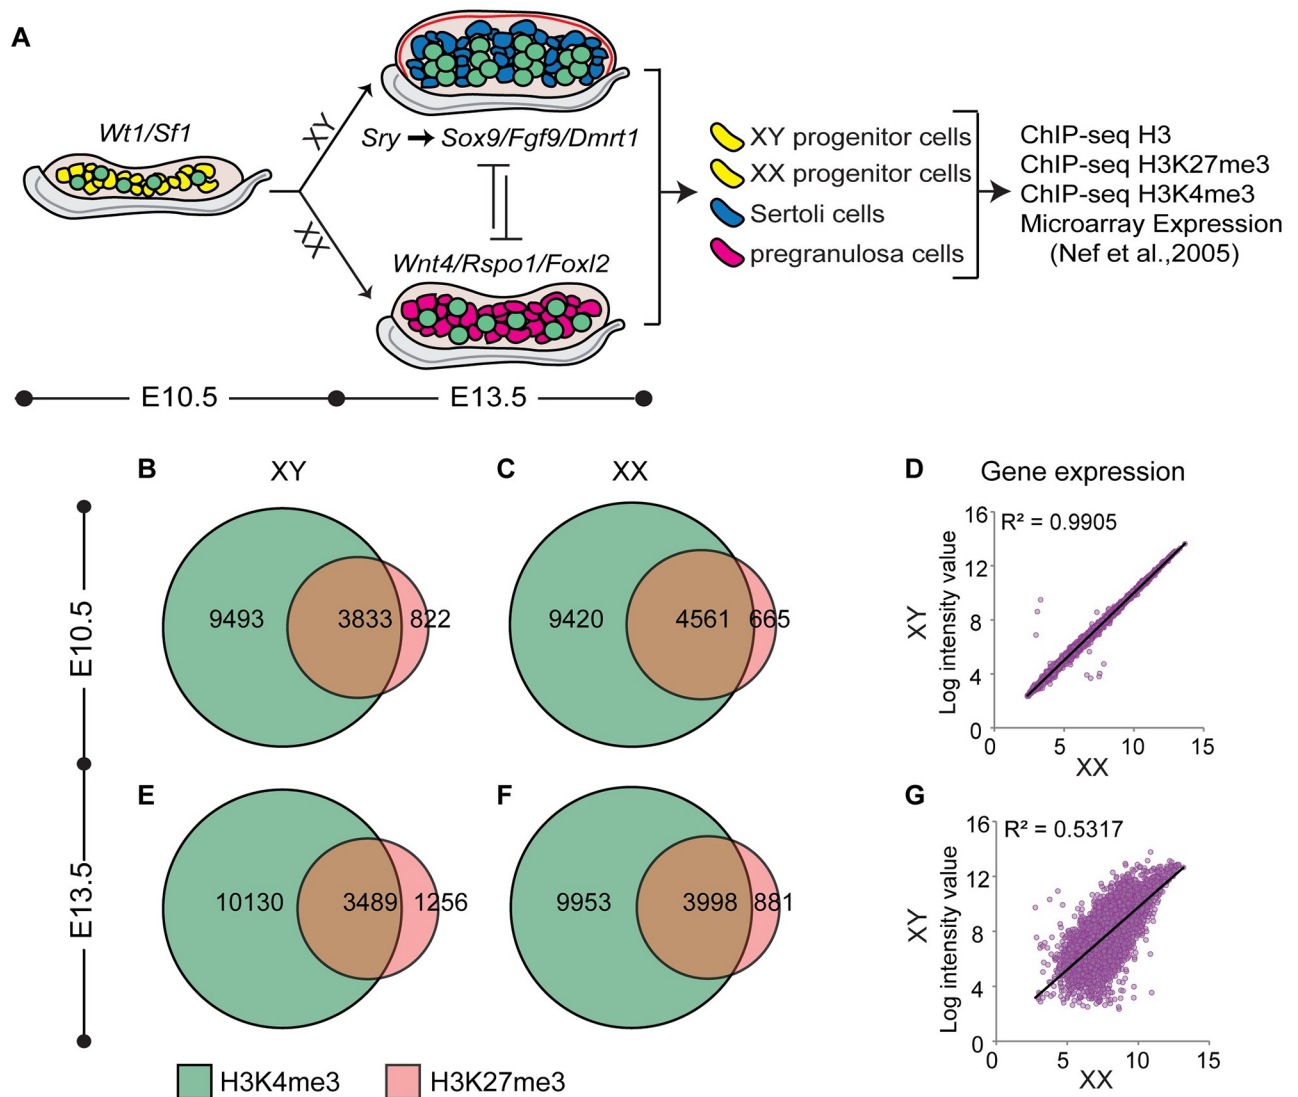 A
Wt1/Sf1
XY
XX
Sry → Sox9/Fgf9/Dmrt1
Wnt4/Rspo1/Foxl2
XY progenitor cells
XX progenitor cells
Sertoli cells
pregranulosa cells
ChIP-seq H3
ChIP-seq H3K27me3
ChIP-seq H3K4me3
Microarray Expression
(Nef et al.,2005)
E10.5
E13.5
B
XY
C
XX
D
Gene expression
E10.5
9493
3833
822
9420
4561
665
R² = 0.9905
XY
Log intensity value
16
12
8
4
0
0
5
10
15
XX
E13.5
E
10130
3489
1256
F
9953
3998
881
G
R² = 0.5317
XY
Log intensity value
16
12
8
4
0
0
5
10
15
XX
H3K4me3
H3K27me3